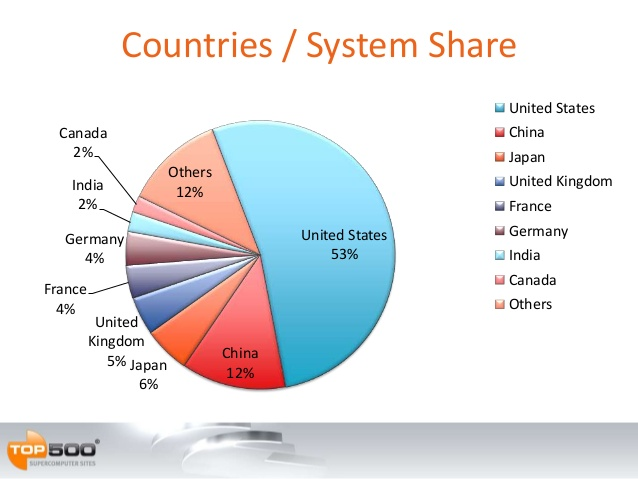 Countries / System Share
Canada
2%
India
2%
Germany
4%
France
4%
United
Kingdom
5%
Japan
6%
China
12%
United States
53%
Others
12%
United States
China
Japan
United Kingdom
France
Germany
India
Canada
Others
TOP500®
SUPERCOMPUTER SITES